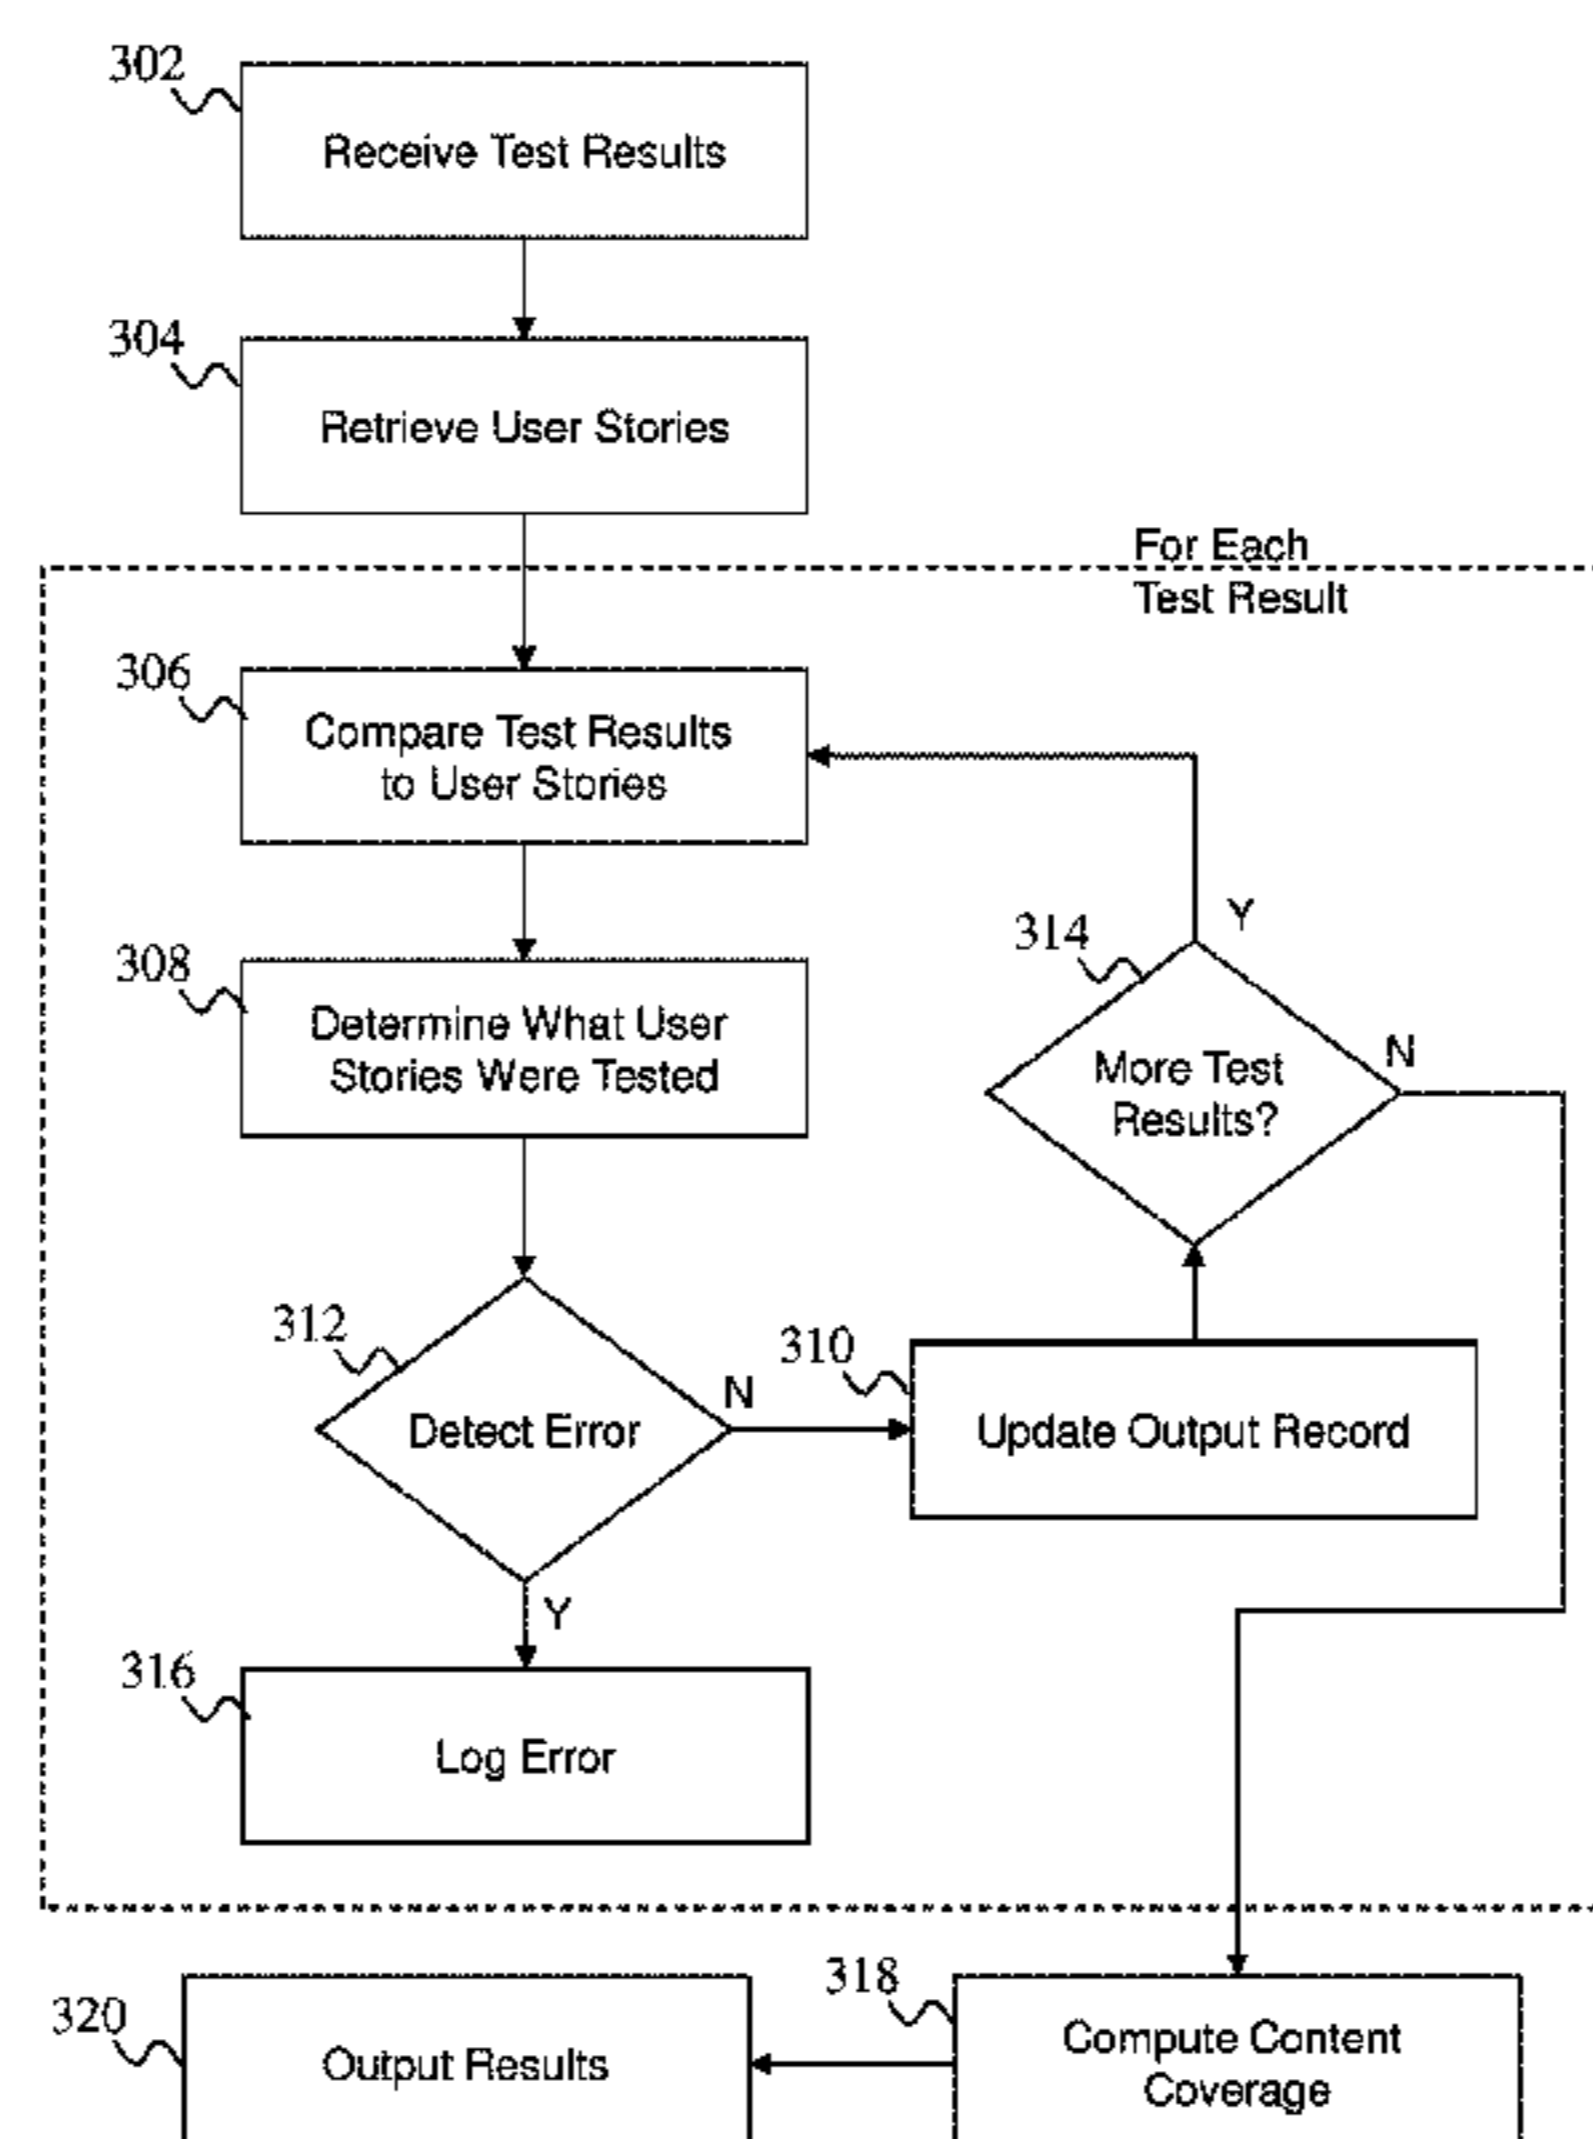 302
Receive Test Results
304
Retrieve User Stories
For Each
Test Result
306
Compare Test Results
to User Stories
314
Y
308
Determine What User
Stories Were Tested
More Test
Results?
N
312
Detect Error
N
310
Update Output Record
Y
316
Log Error
318
Compute Content
Coverage
320
Output Results